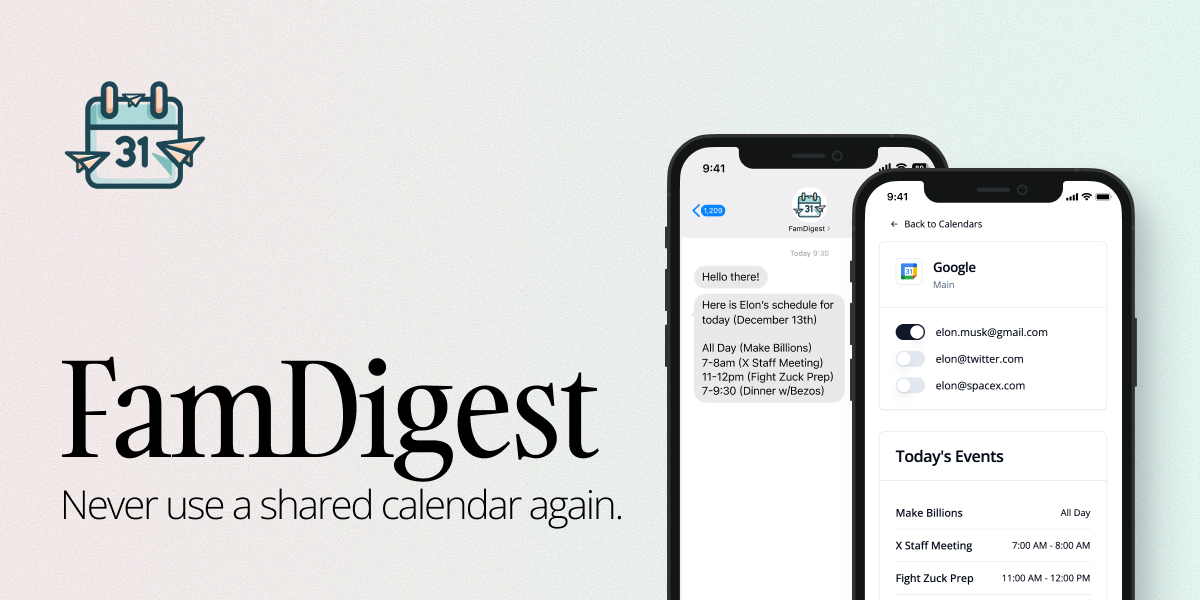 31
FamDigest
Never use a shared calendar again.
9:41
1,209
31
FamDigest
Today 9:30
Hello there!
Here is Elon's schedule for
today (December 13th)
All Day (Make Billions)
7-8am (X Staff Meeting)
11-12pm (Fight Zuck Prep)
7-9:30 (Dinner w/Bezos)
9:41
← Back to Calendars
31
Google
Main
elon.musk@gmail.com
elon@twitter.com
elon@spacex.com
Today's Events
Make Billions All Day
X Staff Meeting 7:00 AM - 8:00 AM
Fight Zuck Prep 11:00 AM - 12:00 PM